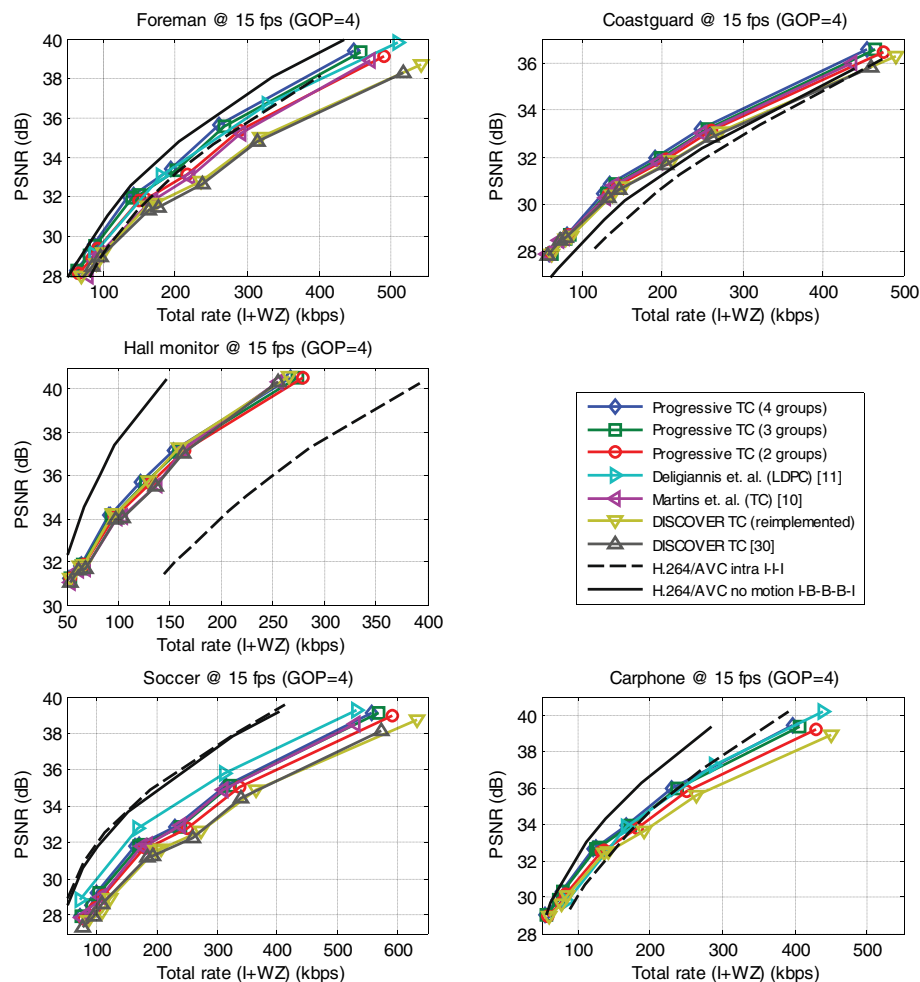 Foreman @ 15 fps (GOP=4)
40
38
36
34
32
30
28
PSNR (dB)
100 200 300 400 500
Total rate (I+WZ) (kbps)
Coastguard @ 15 fps (GOP=4)
36
34
32
30
28
PSNR (dB)
100 200 300 400 500
Total rate (I+WZ) (kbps)
Hall monitor @ 15 fps (GOP=4)
40
38
36
34
32
30
PSNR (dB)
50 100 150 200 250 300 350 400
Total rate (I+WZ) (kbps)
Progressive TC (4 groups)
Progressive TC (3 groups)
Progressive TC (2 groups)
Deligiannis et. al. (LDPC) [11]
Martins et. al. (TC) [10]
DISCOVER TC (reimplemented)
DISCOVER TC [30]
H.264/AVC intra I-I-I
H.264/AVC no motion I-B-B-B-I
Soccer @ 15 fps (GOP=4)
40
38
36
34
32
30
28
PSNR (dB)
100 200 300 400 500 600
Total rate (I+WZ) (kbps)
Carphone @ 15 fps (GOP=4)
40
38
36
34
32
30
PSNR (dB)
100 200 300 400 500
Total rate (I+WZ) (kbps)